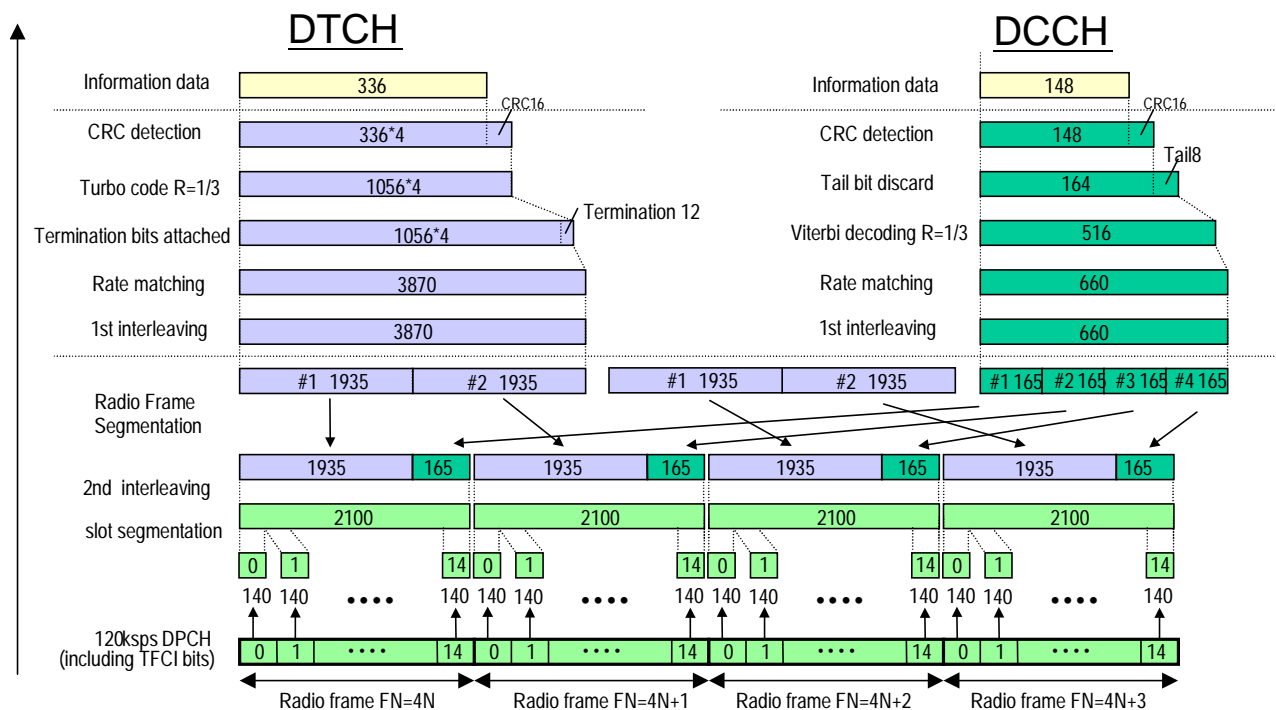 DTCH
DCCH
Information data
336
Information data
148
CRC16
CRC16
CRC detection
336*4
CRC detection
148
Tail8
Turbo code R=1/3
1056*4
Tail bit discard
164
Termination 12
Termination bits attached
1056*4
Viterbi decoding R=1/3
516
Rate matching
3870
Rate matching
660
1st interleaving
3870
1st interleaving
660
#1 1935
#2 1935
#1 1935
#2 1935
#1 165
#2 165
#3 165
#4 165
Radio Frame
Segmentation
1935
165
1935
165
1935
165
1935
165
2nd interleaving
2100
2100
2100
2100
slot segmentation
0
1
14
0
1
14
0
1
14
0
1
14
140
140
••••
140
140
140
••••
140
140
140
••••
140
140
140
••••
140
120ksps DPCH
(including TFCI bits)
0
1
••••
14
0
1
••••
14
0
1
••••
14
0
1
••••
14
Radio frame FN=4N
Radio frame FN=4N+1
Radio frame FN=4N+2
Radio frame FN=4N+3